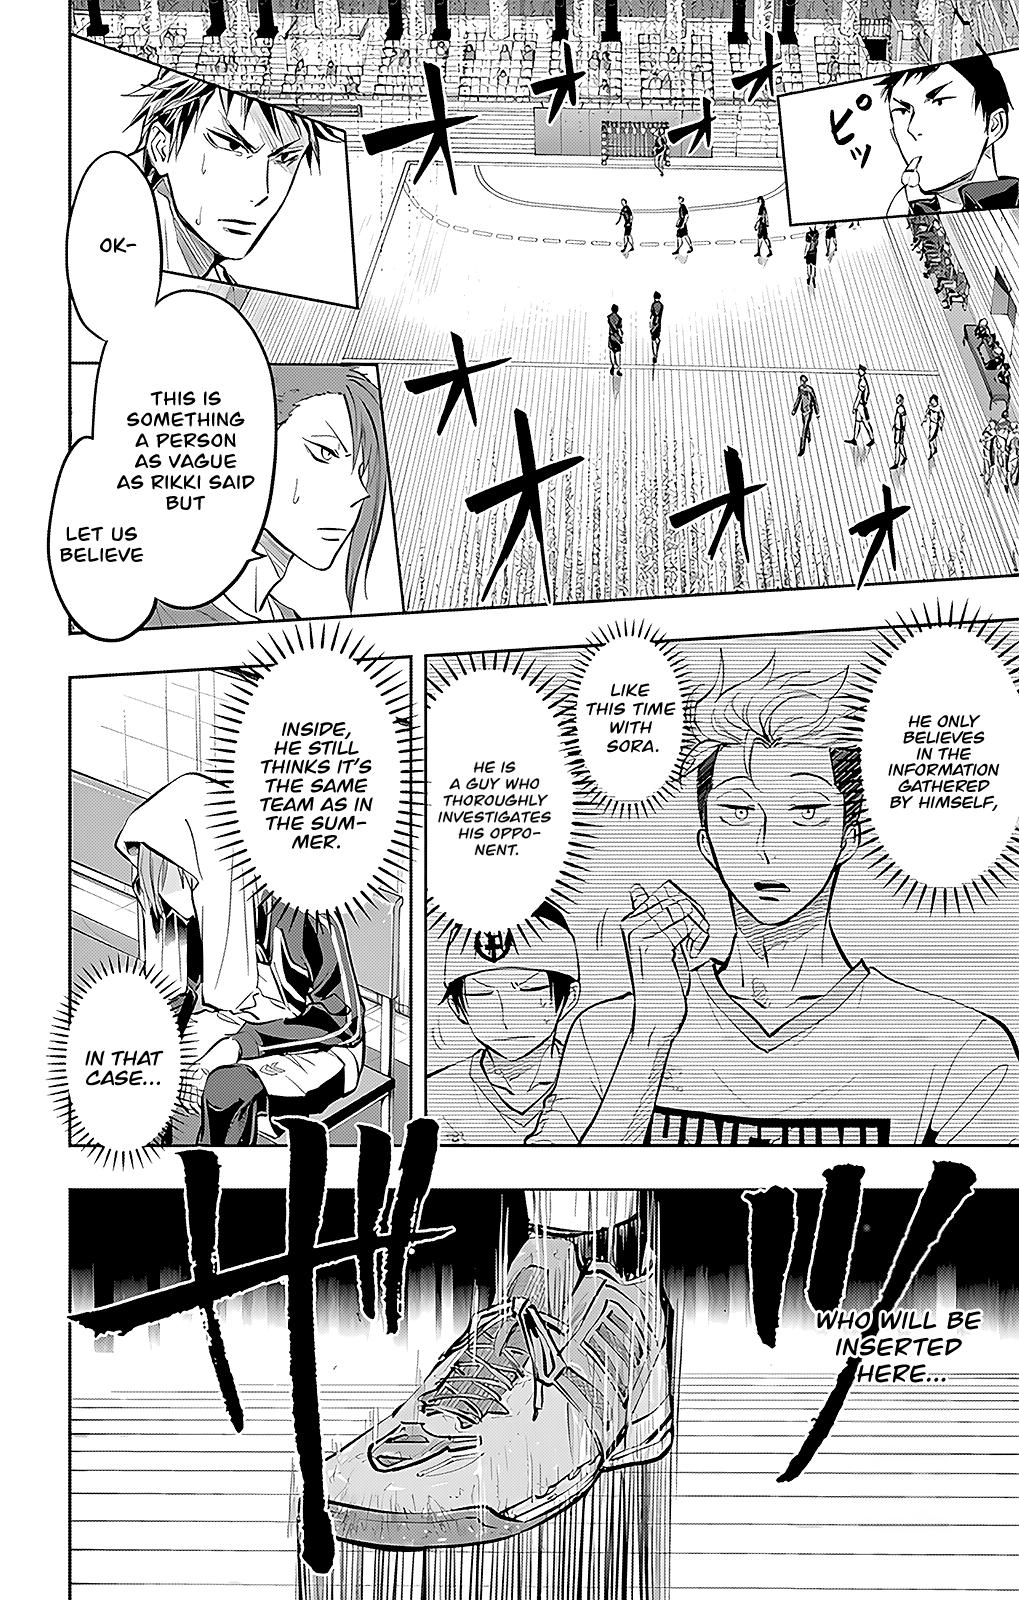 ピッ
オ
オ
オ
オ
オ
オ
オ
OK-
THIS IS
SOMETHING
A PERSON
AS VAGUE
AS RIKKI SAID
BUT
LET US
BELIEVE
HE ONLY
BELIEVES
IN THE
INFORMATION
GATHERED
BY HIMSELF,
LIKE
THIS TIME
WITH
SORA.
HE IS
A GUY WHO
THOROUGHLY
INVESTIGATES
HIS OPPO-
NENT.
INSIDE,
HE STILL
THINKS IT'S
THE SAME
TEAM AS IN
THE SUM-
MER.
IN THAT
CASE...
ザッ
WHO WILL BE
INSERTED
HERE...